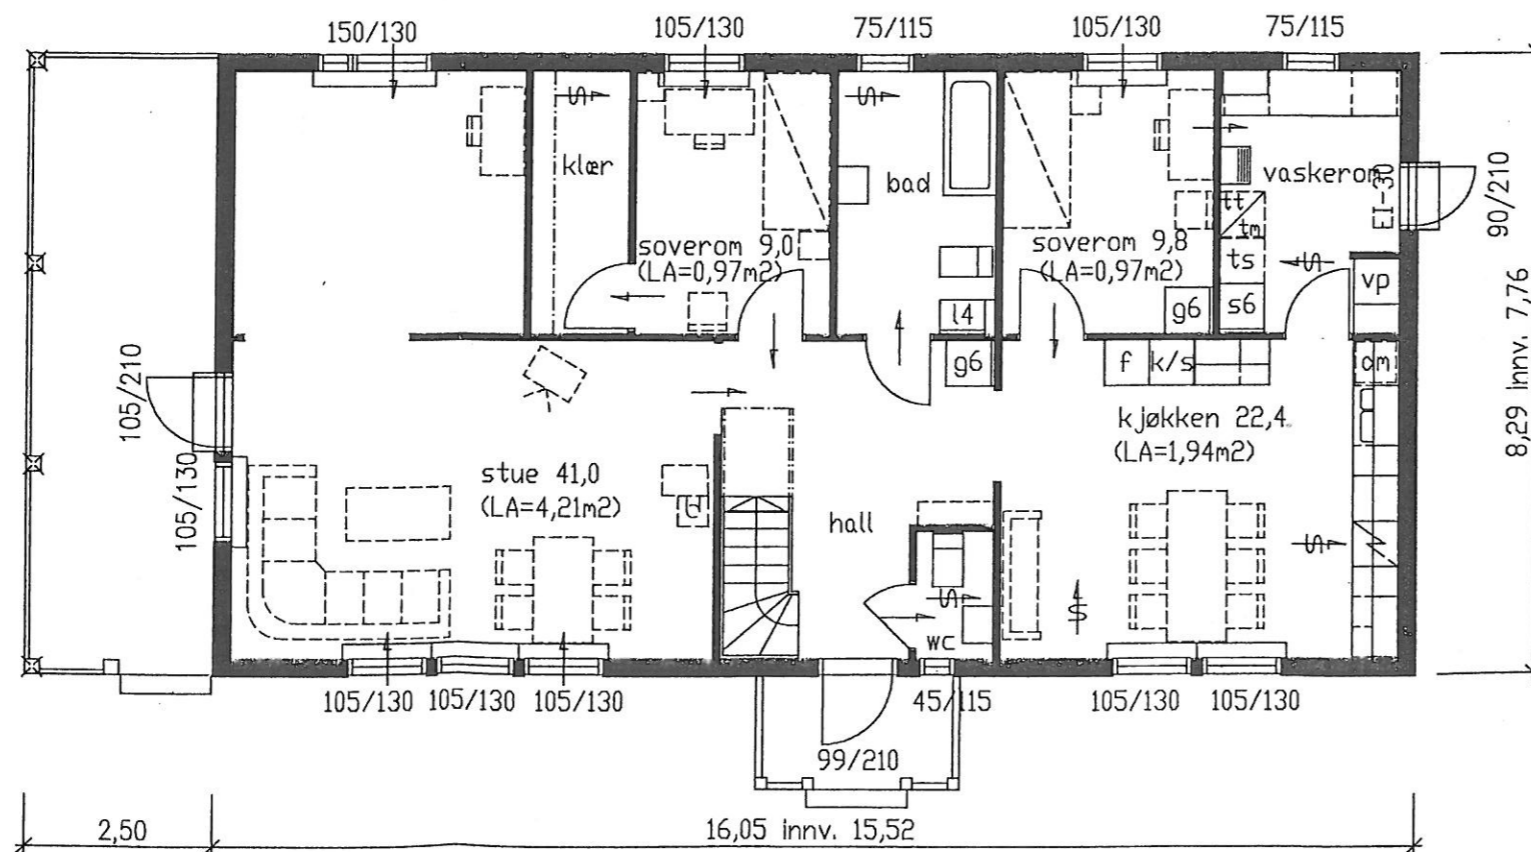 150/130
105/130
75/115
105/130
75/115
klær
bad
vaskerom
EI-30
90/210
soverom 9,0
(LA=0,97m2)
soverom 9,8
(LA=0,97m2)
tt
tm
ts
vp
l4
g6
s6
8,29 innv. 7,76
105/210
g6
f
k/s
om
kjøkken 22,4
(LA=1,94m2)
105/130
stue 41,0
(LA=4,21m2)
hall
wc
105/130
105/130
105/130
45/115
105/130
105/130
99/210
2,50
16,05 innv. 15,52